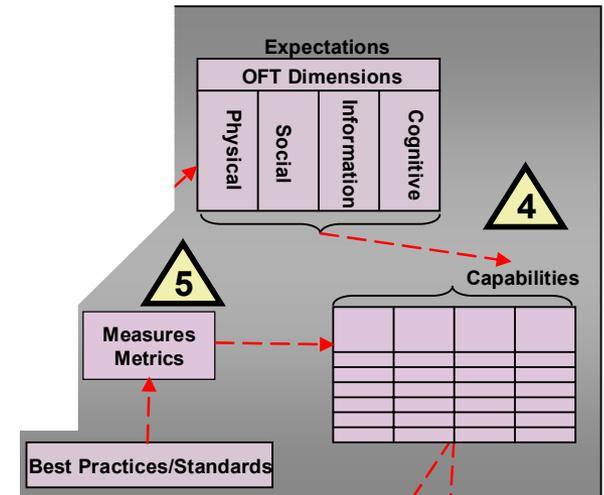 Expectations
OFT Dimensions
Physical
Social
Information
Cognitive
4
Capabilities
5
Measures
Metrics
Best Practices/Standards